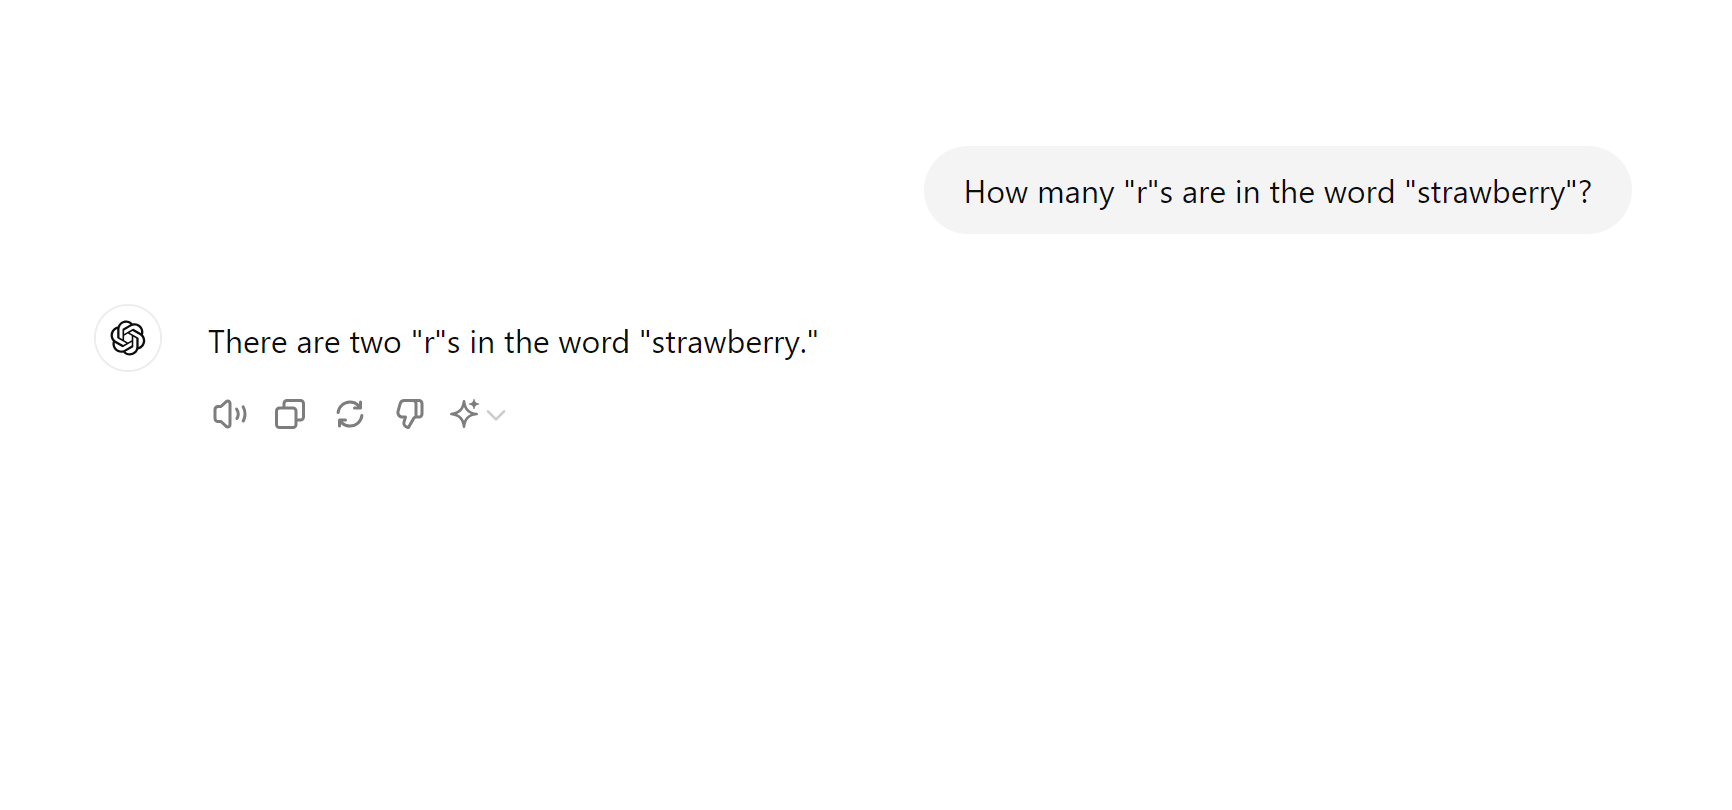 How many "r"s are in the word "strawberry"?
There are two "r"s in the word "strawberry."